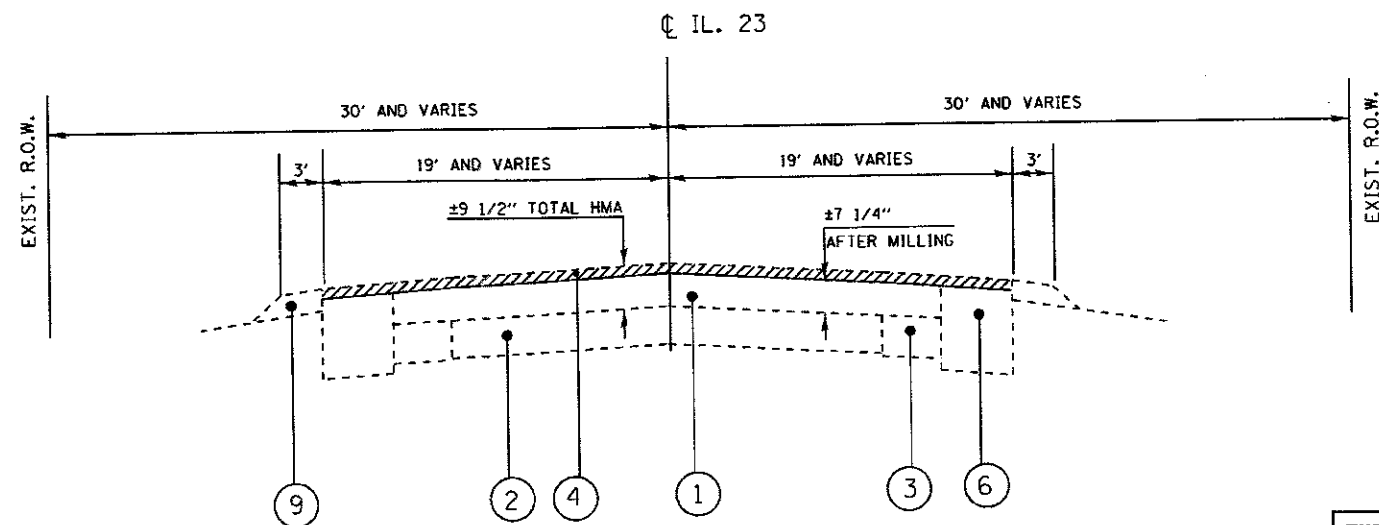 ℄ IL. 23
EXIST. R.O.W.
30' AND VARIES
30' AND VARIES
EXIST. R.O.W.
3'
19' AND VARIES
19' AND VARIES
3'
±9 1/2" TOTAL HMA
±7 1/4"
AFTER MILLING
9
2
4
1
3
6